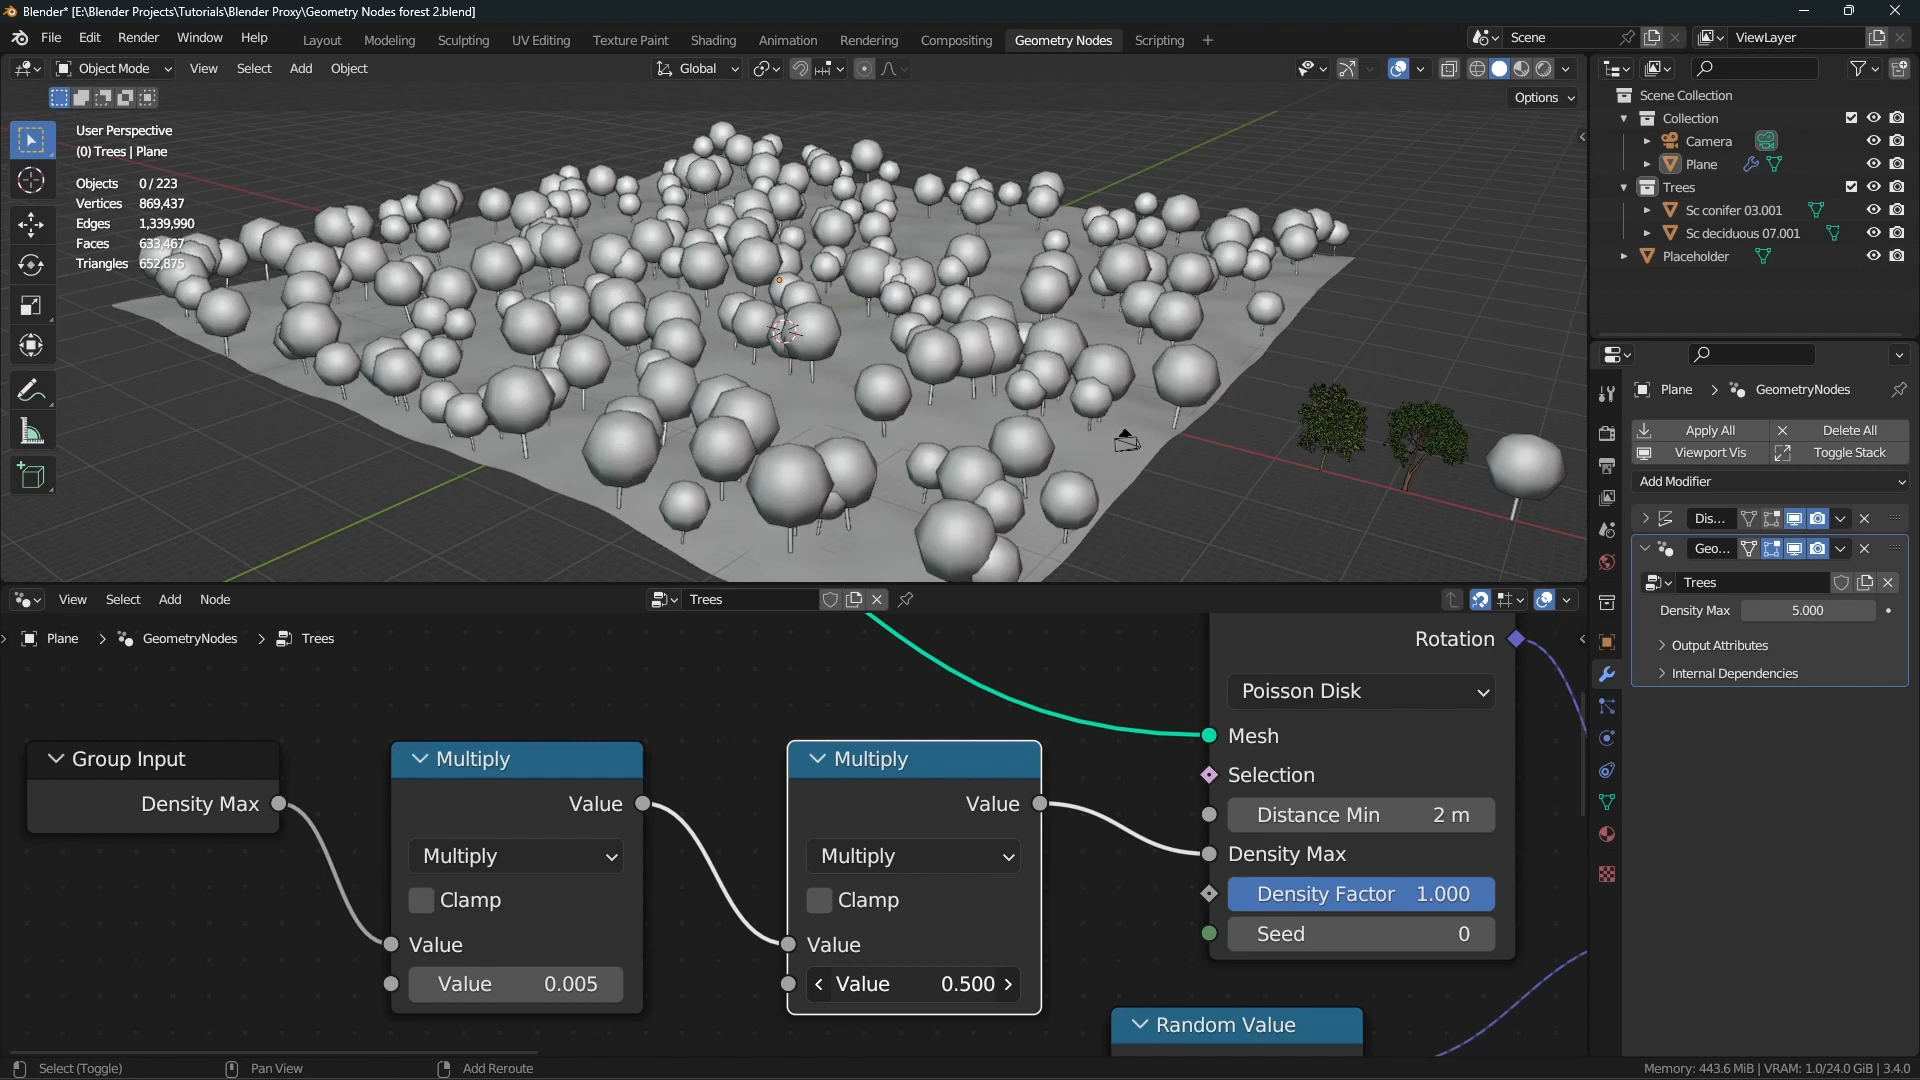 Blender* [E:\Blender Projects\Tutorials\Blender Proxy\Geometry Nodes forest 2.blend]
File Edit Render Window Help Layout Modeling Sculpting UV Editing Texture Paint Shading Animation Rendering Compositing Geometry Nodes Scripting + Scene ViewLayer
Object Mode View Select Add Object Global
Options
User Perspective
(0) Trees | Plane
Objects 0 / 223
Vertices 869,437
Edges 1,339,990
Faces 633,467
Triangles 652,875
Scene Collection
Collection
Camera
Plane
Trees
Sc conifer 03.001
Sc deciduous 07.001
Placeholder
Plane > GeometryNodes
Apply All Delete All
Viewport Vis Toggle Stack
Add Modifier
Dis...
Geo...
Trees
Density Max 5.000
Output Attributes
Internal Dependencies
View Select Add Node Trees
Plane > GeometryNodes > Trees
Group Input
Density Max
Multiply
Value
Multiply
Clamp
Value
Value 0.005
Multiply
Value
Multiply
Clamp
Value
Value 0.500
Rotation
Poisson Disk
Mesh
Selection
Distance Min 2 m
Density Max
Density Factor 1.000
Seed 0
Random Value
Select (Toggle) Pan View Add Reroute Memory: 443.6 MiB | VRAM: 1.0/24.0 GiB | 3.4.0